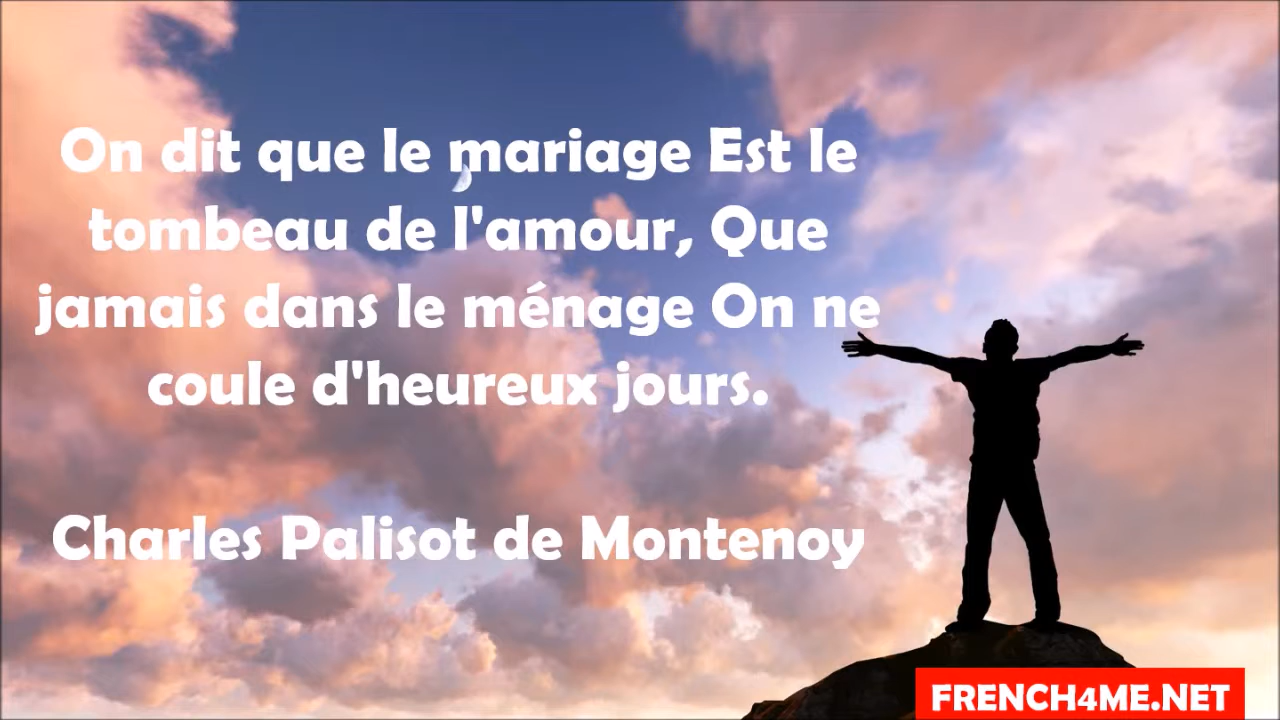 On dit que le mariage Est le
tombeau de l'amour, Que
jamais dans le ménage On ne
coule d'heureux jours.
Charles Palisot de Montenoy
FRENCH4ME.NET